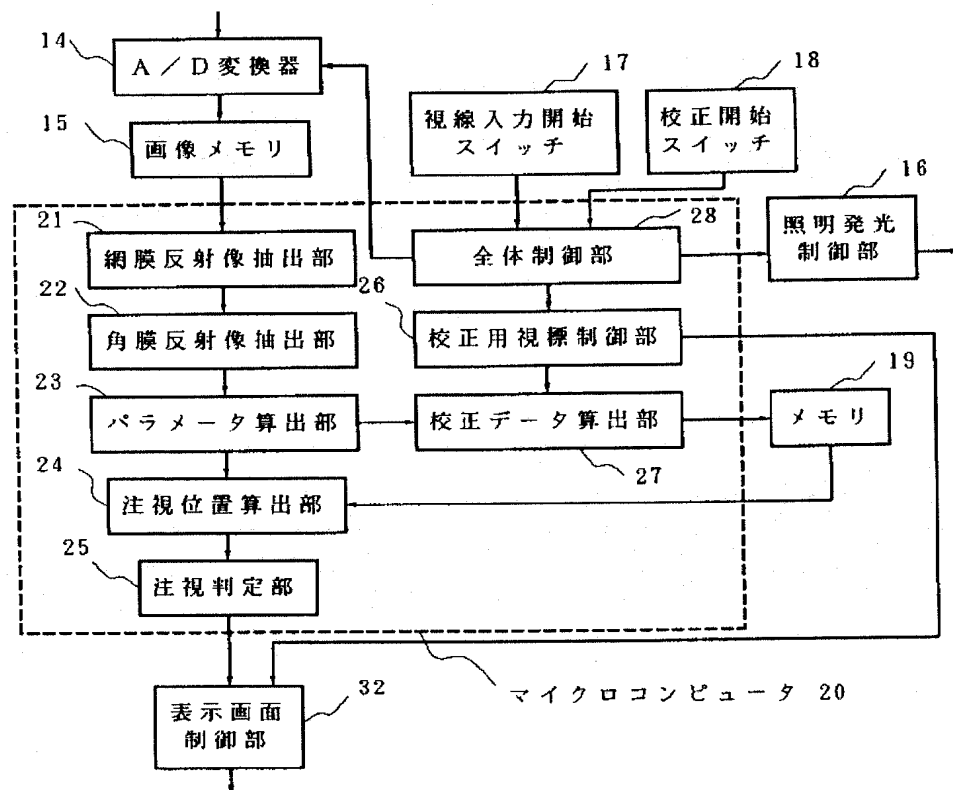 14
A/D変換器
17
18
15
画像メモリ
視線入力開始
スイッチ
校正開始
スイッチ
16
21
28
照明発光
制御部
網膜反射像抽出部
全体制御部
22
26
角膜反射像抽出部
校正用視標制御部
23
19
パラメータ算出部
校正データ算出部
メモリ
24
27
注視位置算出部
25
注視判定部
32
マイクロコンピュータ 20
表示画面
制御部